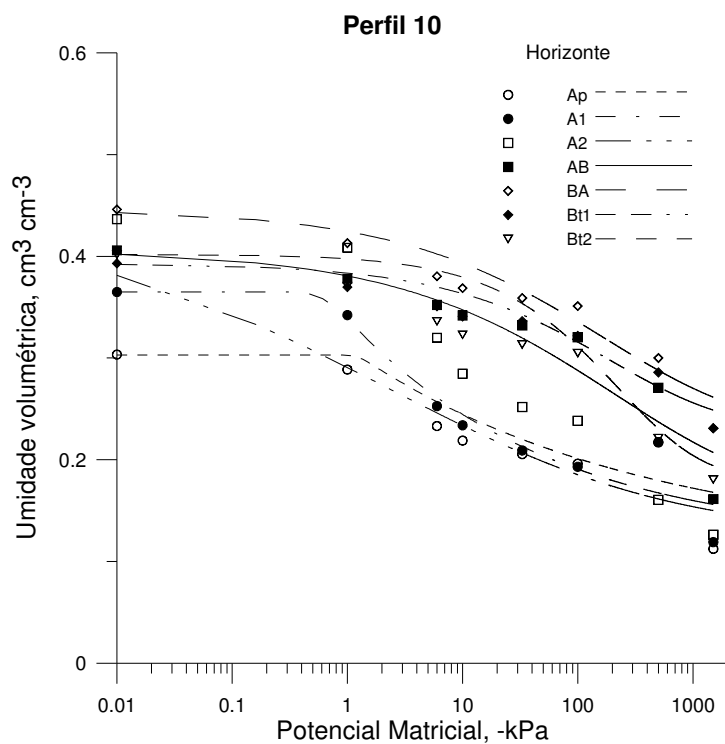 Perfil 10
0.6
Horizonte
Ap
A1
A2
AB
BA
Bt1
Bt2
0.4
0.2
0
Umidade volumétrica, cm3 cm-3
0.01 0.1 1 10 100 1000
Potencial Matricial, -kPa